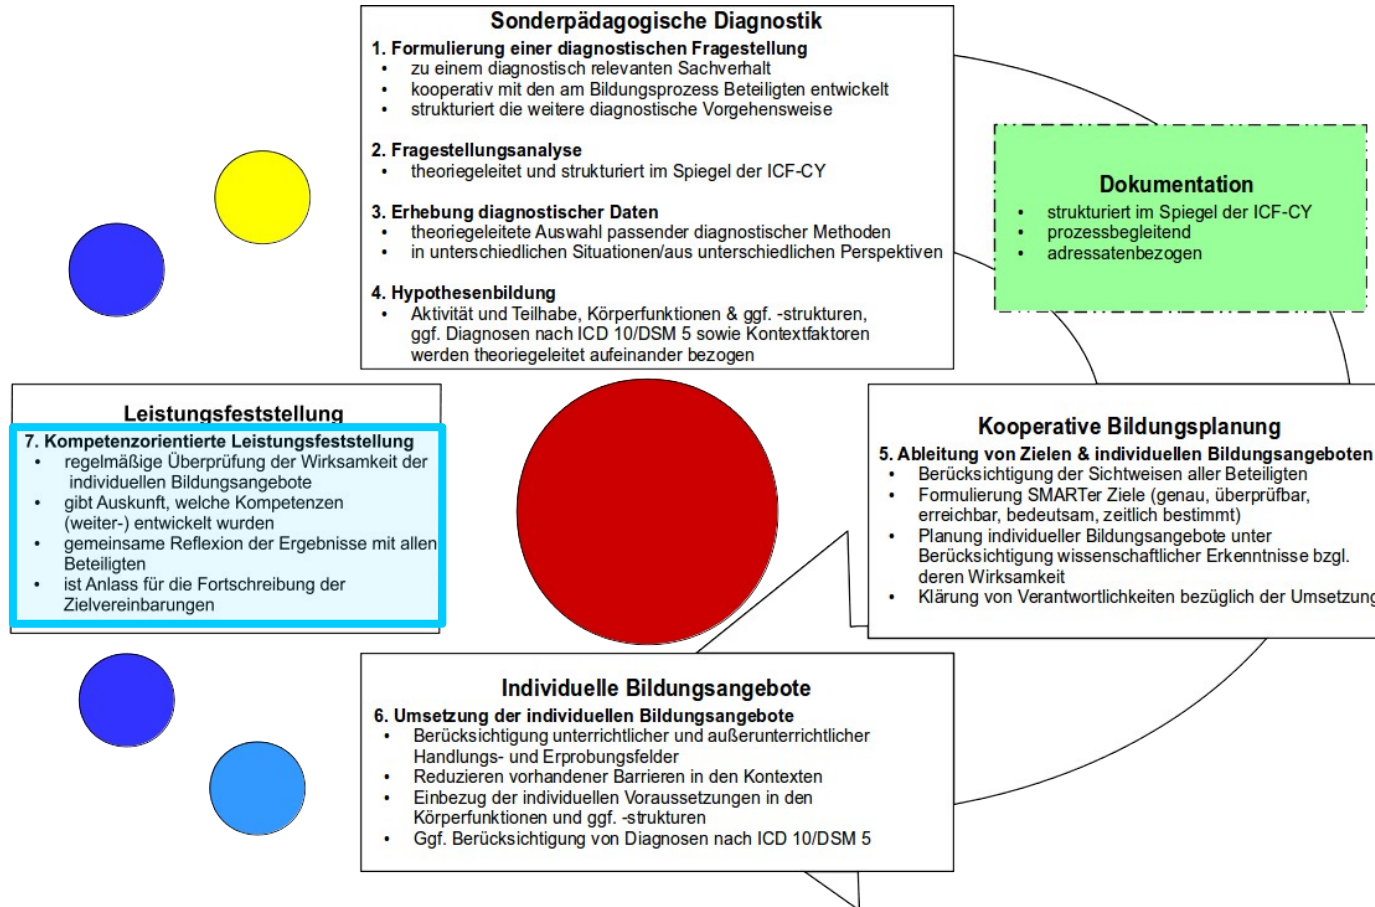 Sonderpädagogische Diagnostik
1. Formulierung einer diagnostischen Fragestellung
• zu einem diagnostisch relevanten Sachverhalt
• kooperativ mit den am Bildungsprozess Beteiligten entwickelt
• strukturiert die weitere diagnostische Vorgehensweise
2. Fragestellungsanalyse
• theoriegeleitet und strukturiert im Spiegel der ICF-CY
3. Erhebung diagnostischer Daten
• theoriegeleitete Auswahl passender diagnostischer Methoden
• in unterschiedlichen Situationen/aus unterschiedlichen Perspektiven
4. Hypothesenbildung
• Aktivität und Teilhabe, Körperfunktionen & ggf. -strukturen,
ggf. Diagnosen nach ICD 10/DSM 5 sowie Kontextfaktoren
werden theoriegeleitet aufeinander bezogen
Dokumentation
• strukturiert im Spiegel der ICF-CY
• prozessbegleitend
• adressatenbezogen
Leistungsfeststellung
7. Kompetenzorientierte Leistungsfeststellung
• regelmäßige Überprüfung der Wirksamkeit der
individuellen Bildungsangebote
• gibt Auskunft, welche Kompetenzen
(weiter-) entwickelt wurden
• gemeinsame Reflexion der Ergebnisse mit allen
Beteiligten
• ist Anlass für die Fortschreibung der
Zielvereinbarungen
Kooperative Bildungsplanung
5. Ableitung von Zielen & individuellen Bildungsangeboten
• Berücksichtigung der Sichtweisen aller Beteiligten
• Formulierung SMARTer Ziele (genau, überprüfbar,
erreichbar, bedeutsam, zeitlich bestimmt)
• Planung individueller Bildungsangebote unter
Berücksichtigung wissenschaftlicher Erkenntnisse bzgl.
deren Wirksamkeit
• Klärung von Verantwortlichkeiten bezüglich der Umsetzung
Individuelle Bildungsangebote
6. Umsetzung der individuellen Bildungsangebote
• Berücksichtigung unterrichtlicher und außerunterrichtlicher
Handlungs- und Erprobungsfelder
• Reduzieren vorhandener Barrieren in den Kontexten
• Einbezug der individuellen Voraussetzungen in den
Körperfunktionen und ggf. -strukturen
• Ggf. Berücksichtigung von Diagnosen nach ICD 10/DSM 5